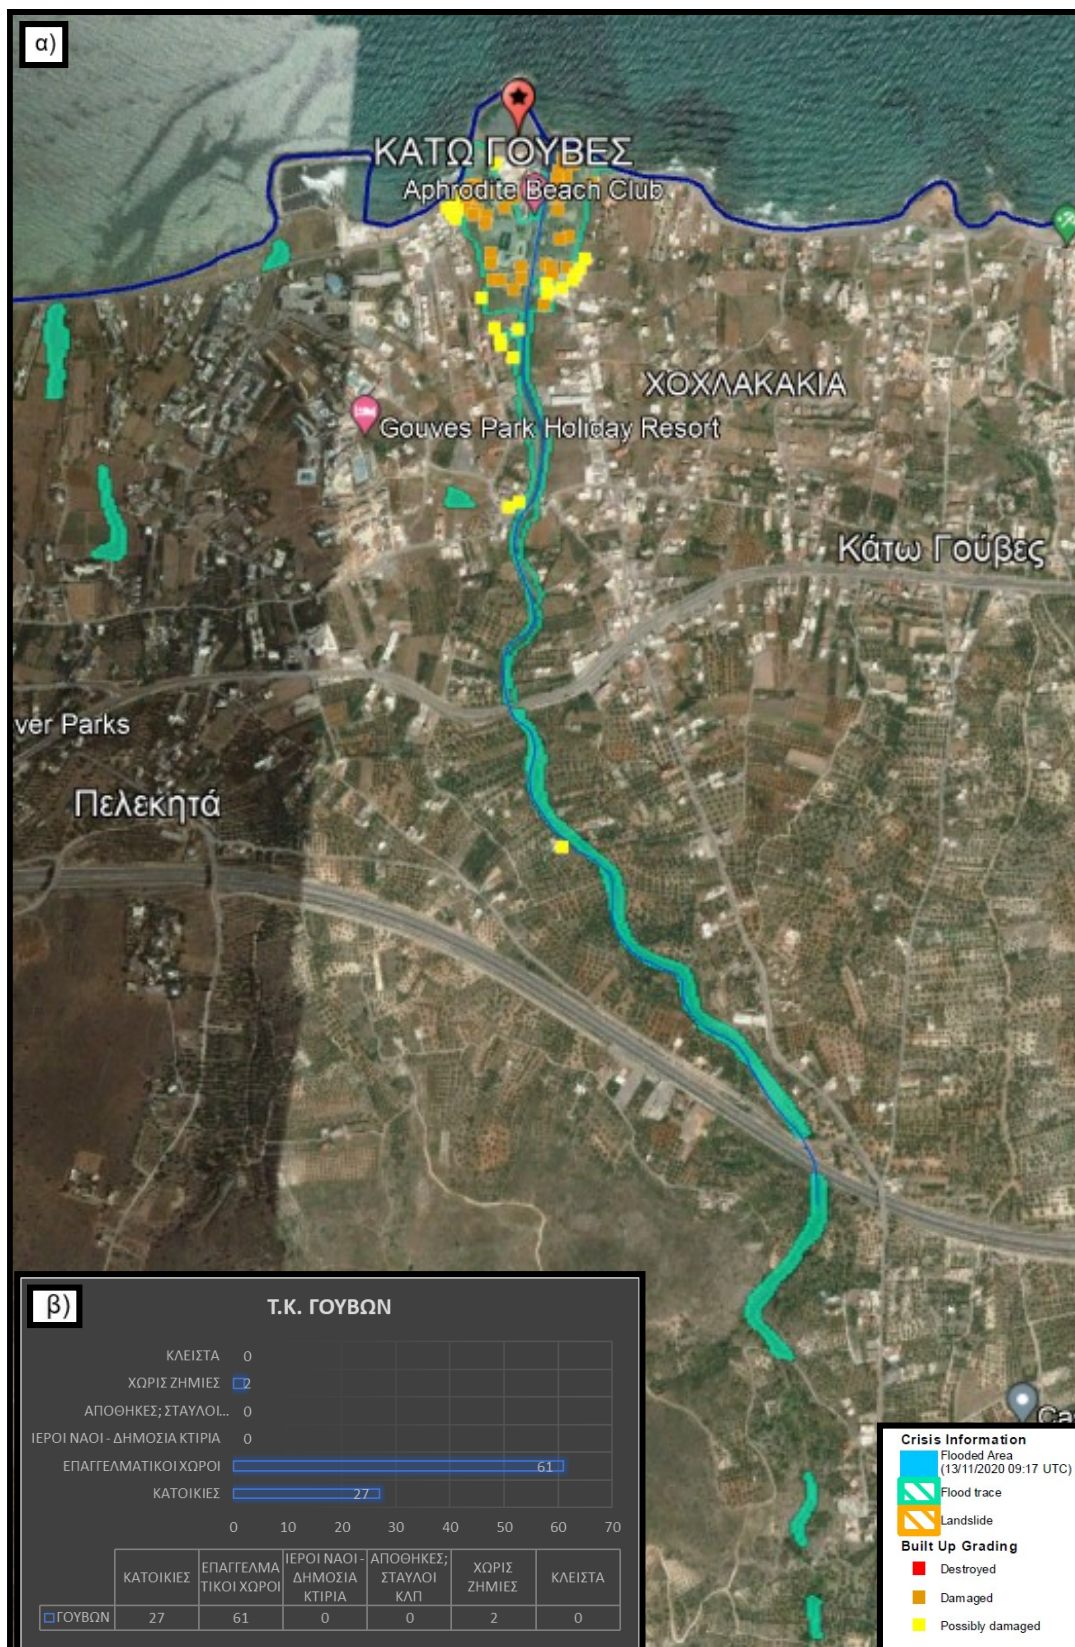 α)
ΚΑΤΩ ΓΟΥΒΕΣ
Aphrodite Beach Club
ΧΟΧΛΑΚΑΚΙΑ
Gouves Park Holiday Resort
Κάτω Γούβες
ver Parks
Πελεκητά
Cas
β)
Τ.Κ. ΓΟΥΒΩΝ
ΚΛΕΙΣΤΑ 0
ΧΩΡΙΣ ΖΗΜΙΕΣ 2
ΑΠΟΘΗΚΕΣ; ΣΤΑΥΛΟΙ... 0
ΙΕΡΟΙ ΝΑΟΙ - ΔΗΜΟΣΙΑ ΚΤΙΡΙΑ 0
ΕΠΑΓΓΕΛΜΑΤΙΚΟΙ ΧΩΡΟΙ 61
ΚΑΤΟΙΚΙΕΣ 27
0 10 20 30 40 50 60 70
ΚΑΤΟΙΚΙΕΣ
ΕΠΑΓΓΕΛΜΑ
ΤΙΚΟΙ ΧΩΡΟΙ
ΙΕΡΟΙ ΝΑΟΙ -
ΔΗΜΟΣΙΑ
ΚΤΙΡΙΑ
ΑΠΟΘΗΚΕΣ;
ΣΤΑΥΛΟΙ
ΚΛΠ
ΧΩΡΙΣ
ΖΗΜΙΕΣ
ΚΛΕΙΣΤΑ
ΓΟΥΒΩΝ 27 61 0 0 2 0
Crisis Information
Flooded Area
(13/11/2020 09:17 UTC)
Flood trace
Landslide
Built Up Grading
Destroyed
Damaged
Possibly damaged